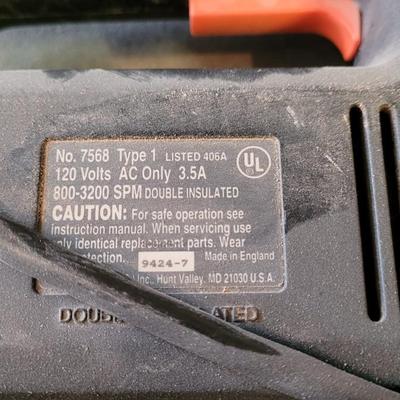 No. 7568 Type 1 LISTED 406A
UL
120 Volts AC Only 3.5A
800-3200 SPM DOUBLE INSULATED
CAUTION: For safe operation see
instruction manual. When servicing use
only identical replacement parts. Wear
9424-7 Made in England
Inc., Hunt Valley, MD 21030 U.S.A.